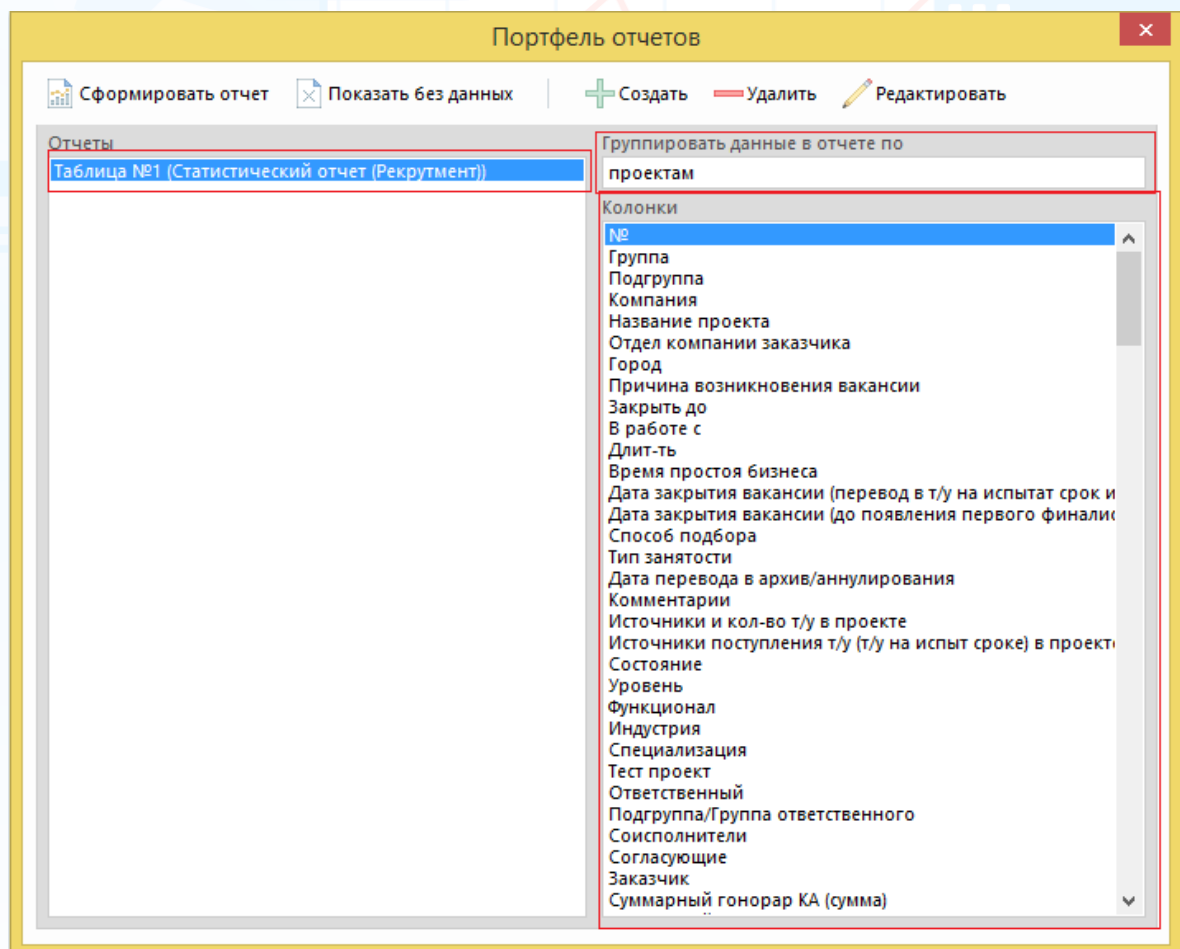 Портфель отчетов
Сформировать отчет Показать без данных Создать Удалить Редактировать
Отчеты
Таблица №1 (Статистический отчет (Рекрутмент))
Группировать данные в отчете по
проектам
Колонки
№
Группа
Подгруппа
Компания
Название проекта
Отдел компании заказчика
Город
Причина возникновения вакансии
Закрыть до
В работе с
Длит-ть
Время простоя бизнеса
Дата закрытия вакансии (перевод в т/у на испытат срок и
Дата закрытия вакансии (до появления первого финалис
Способ подбора
Тип занятости
Дата перевода в архив/аннулирования
Комментарии
Источники и кол-во т/у в проекте
Источники поступления т/у (т/у на испыт сроке) в проект
Состояние
Уровень
Функционал
Индустрия
Специализация
Тест проект
Ответственный
Подгруппа/Группа ответственного
Соисполнители
Согласующие
Заказчик
Суммарный гонорар КА (сумма)